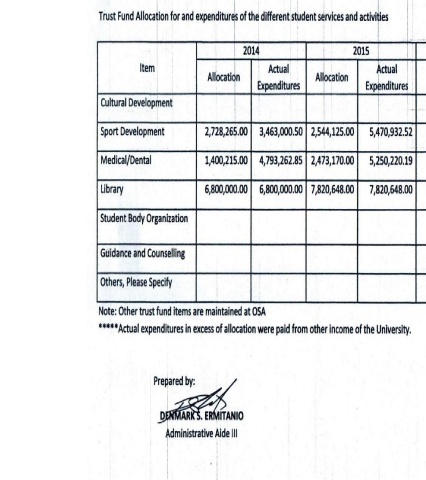 Trust Fund Allocation for and expenditures of the different student services and activities
2014 2015
Item Allocation Actual Expenditures Allocation Actual Expenditures
Cultural Development
Sport Development 2,728,265.00 3,463,000.50 2,544,125.00 5,470,932.52
Medical/Dental 1,400,215.00 4,793,262.85 2,473,170.00 5,250,220.19
Library 6,800,000.00 6,800,000.00 7,820,648.00 7,820,648.00
Student Body Organization
Guidance and Counselling
Others, Please Specify
Note: Other trust fund items are maintained at OSA
*****Actual expenditures in excess of allocation were paid from other income of the University.
Prepared by:
DENMARK S. ERMITANIO
Administrative Aide III